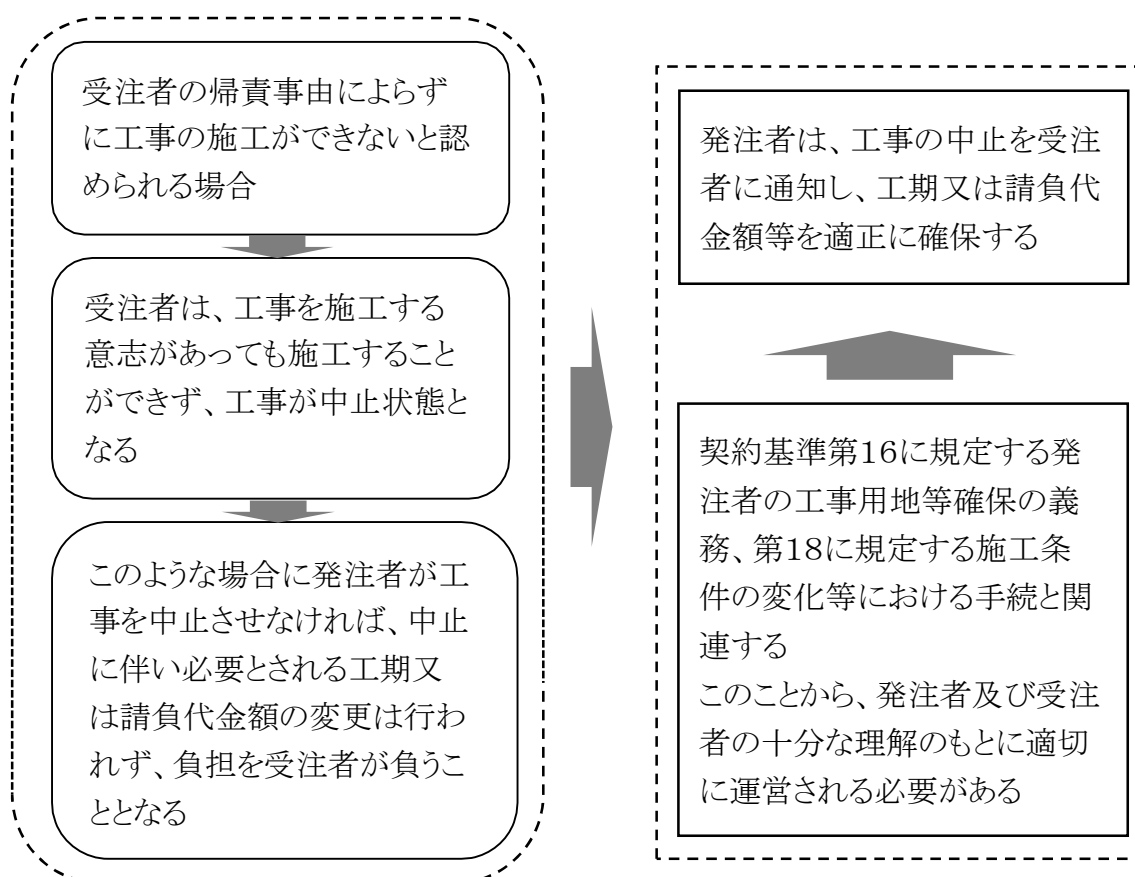 受注者の帰責事由によらず
に工事の施工ができないと認
められる場合
受注者は、工事を施工する
意志があっても施工すること
ができず、工事が中止状態と
なる
このような場合に発注者が工
事を中止させなければ、中止
に伴い必要とされる工期又
は請負代金額の変更は行わ
れず、負担を受注者が負うこ
ととなる
発注者は、工事の中止を受注
者に通知し、工期又は請負代
金額等を適正に確保する
契約基準第16に規定する発
注者の工事用地等確保の義
務、第18に規定する施工条
件の変化等における手続と関
連する
このことから、発注者及び受注
者の十分な理解のもとに適切
に運営される必要がある